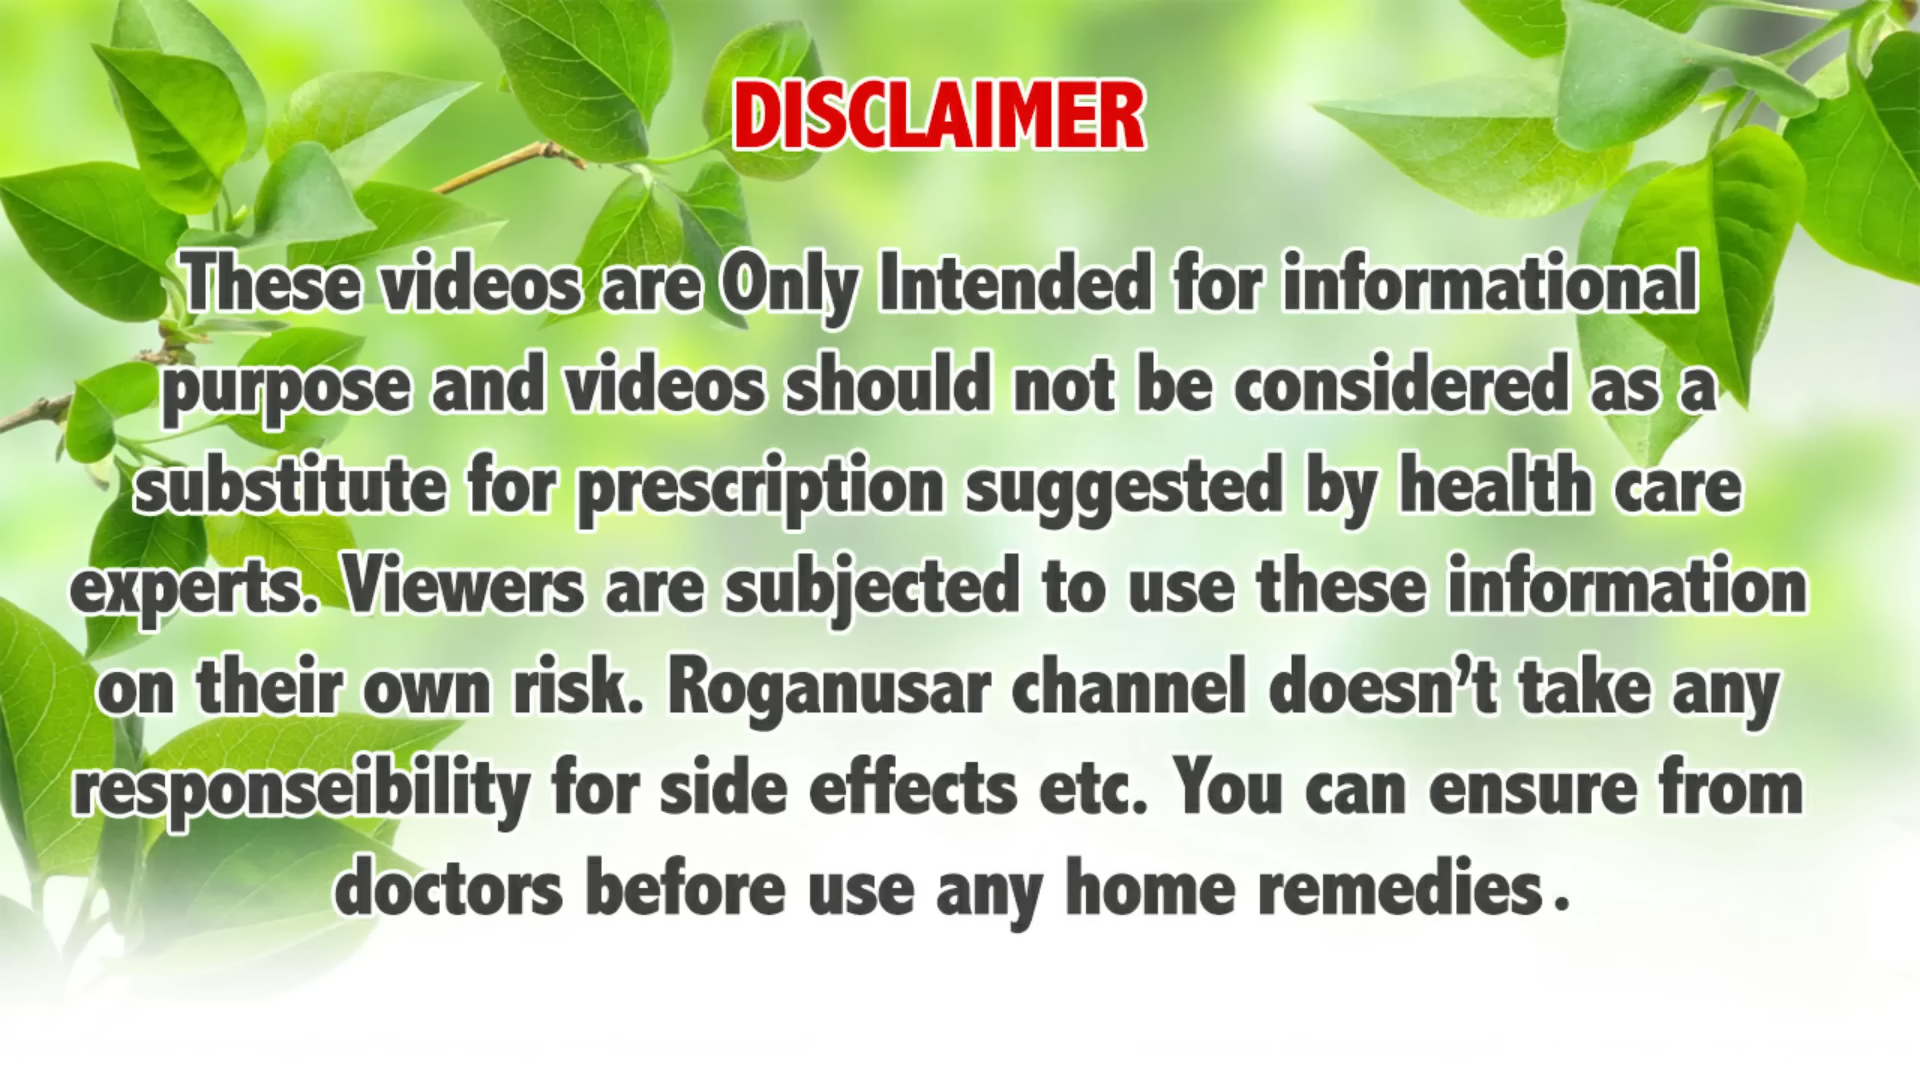 DISCLAIMER
These videos are Only Intended for informational
purpose and videos should not be considered as a
substitute for prescription suggested by health care
experts. Viewers are subjected to use these information
on their own risk. Roganusar channel doesn’t take any
responseibility for side effects etc. You can ensure from
doctors before use any home remedies .